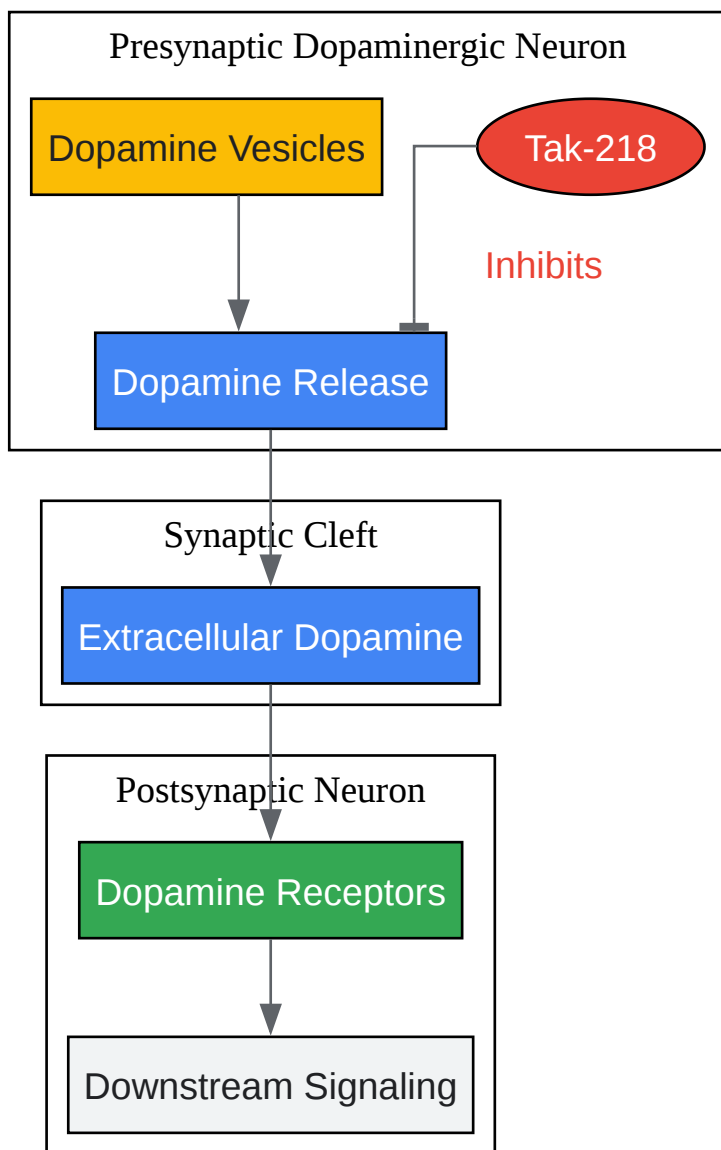 Presynaptic Dopaminergic Neuron
Dopamine Vesicles
Tak-218
Inhibits
Dopamine Release
Synaptic Cleft
Extracellular Dopamine
Postsynaptic Neuron
Dopamine Receptors
Downstream Signaling